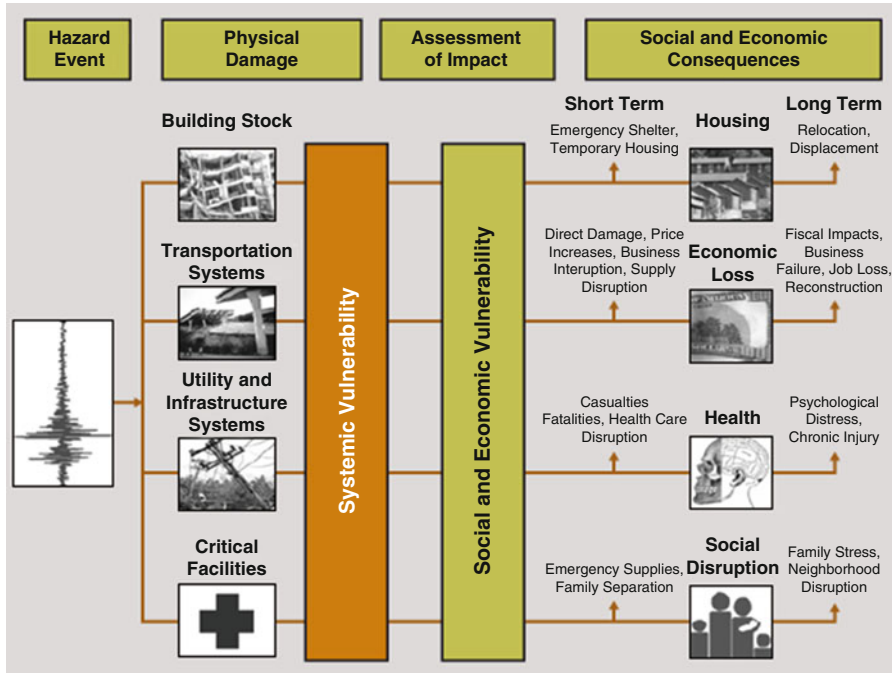 Hazard
Event
Physical
Damage
Assessment
of Impact
Social and Economic
Consequences
Building Stock
Transportation
Systems
Utility and
Infrastructure
Systems
Critical
Facilities
Systemic Vulnerability
Social and Economic Vulnerability
Short Term
Emergency Shelter,
Temporary Housing
Housing
Long Term
Relocation,
Displacement
Direct Damage, Price
Increases, Business
Interuption, Supply
Disruption
Economic
Loss
Fiscal Impacts,
Business
Failure, Job Loss,
Reconstruction
Casualties
Fatalities, Health Care
Disruption
Health
Psychological
Distress,
Chronic Injury
Emergency Supplies,
Family Separation
Social
Disruption
Family Stress,
Neighborhood
Disruption